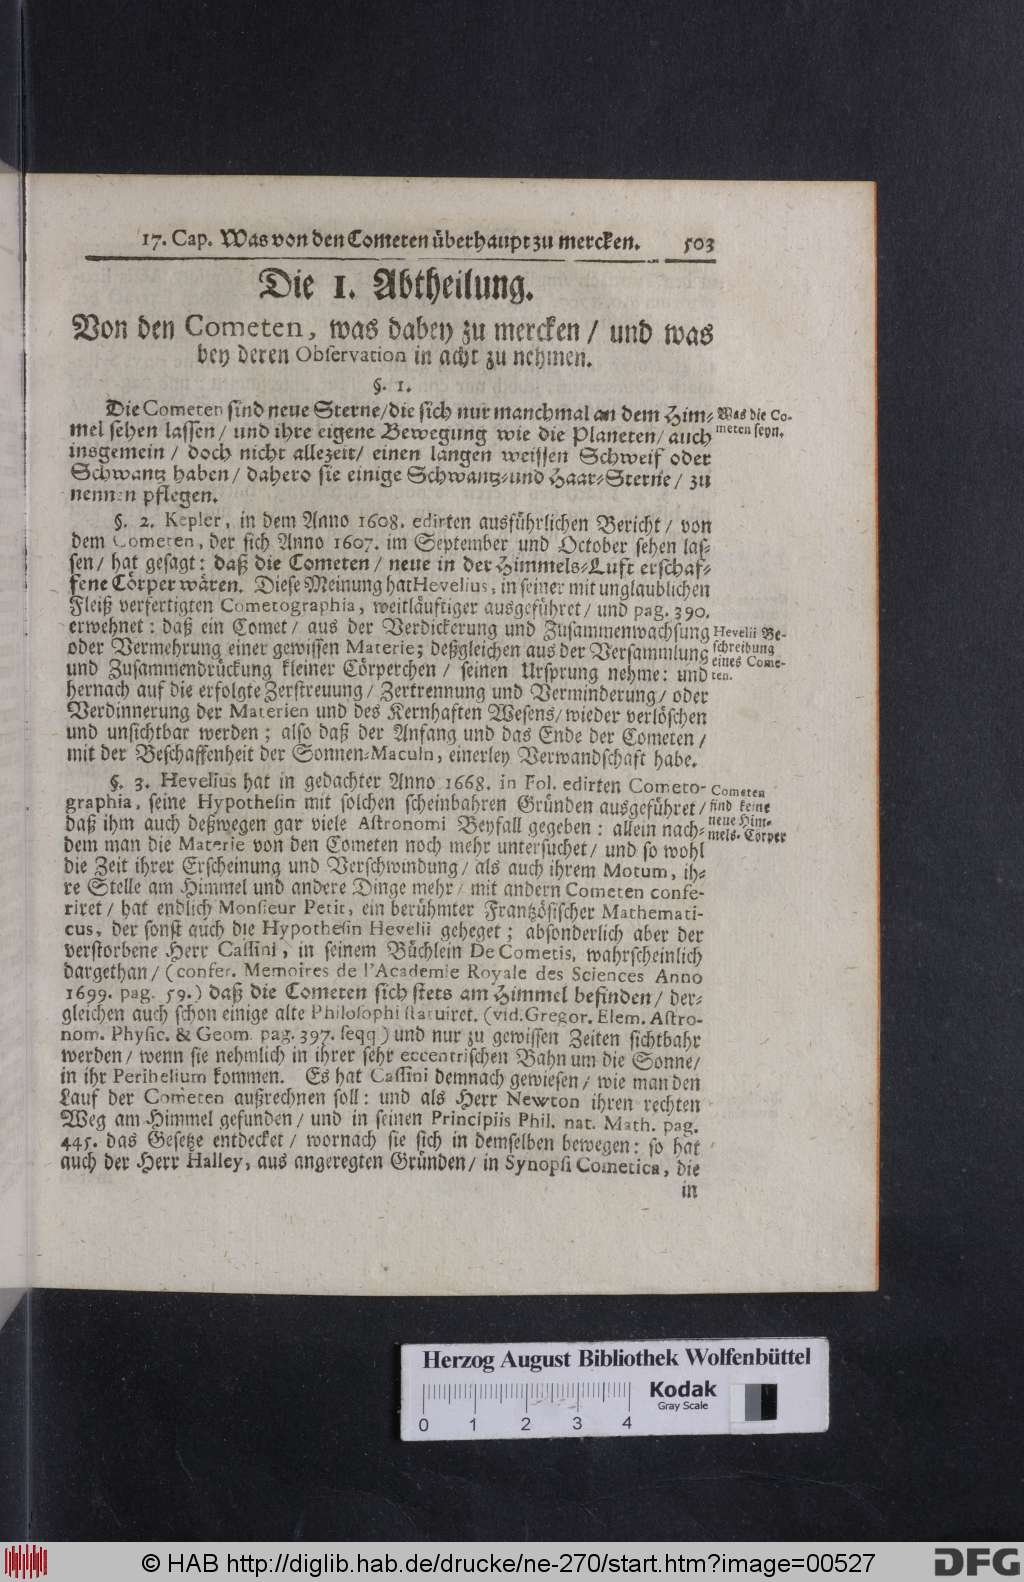 17. Cap. Was von den Cometen überhaupt zu mercken. 503
Die 1. Abtheilung.
Von den Cometen, was dabey zu mercken / und was
bey deren Observation in acht zu nehmen.
§. 1.
Die Cometen sind neue Sterne/die sich nur manchmal an dem Him-
mel sehen lassen / und ihre eigene Bewegung wie die Planeten/ auch
insgemein / doch nicht allezeit/ einen langen weissen Schweif oder
Schwantz haben / dahero sie einige Schwantz-und Haar-Sterne / zu
nennen pflegen.
Was die Co-
meten seyn.
§. 2. Kepler, in dem Anno 1608. edirten ausführlichen Bericht / von
dem Cometen, der sich Anno 1607. im September und October sehen las-
sen / hat gesagt: daß die Cometen / neue in der Himmels-Luft erschaf-
fene Cörper wären. Diese Meinung hat Hevelius, in seiner mit unglaublichen
Fleiß verfertigten Cometographia, weitläuftiger ausgeführet / und pag. 390.
erwehnet: daß ein Comet / aus der Verdickerung und Zusammenwachsung
oder Vermehrung einer gewissen Materie; deßgleichen aus der Versammlung
und Zusammendrückung kleiner Cörperchen / seinen Ursprung nehme: und
hernach auf die erfolgte Zerstreuung / Zertrennung und Verminderung / oder
Verdinnerung der Materien und des Kernhaften Wesens/ wieder verlöschen
und unsichtbar werden; also daß der Anfang und das Ende der Cometen /
mit der Beschaffenheit der Sonnen-Maculn, einerley Verwandschaft habe.
Hevelii Be-
schreibung
eines Come-
ten.
§. 3. Hevelius hat in gedachter Anno 1668. in Fol. edirten Cometo-
graphia, seine Hypothesin mit solchen scheinbahren Gründen ausgeführet /
daß ihm auch deßwegen gar viele Astronomi Beyfall gegeben: allein nach-
dem man die Materie von den Cometen noch mehr untersuchet / und so wohl
die Zeit ihrer Erscheinung und Verschwindung / als auch ihrem Motum, ih-
re Stelle am Himmel und andere Dinge mehr / mit andern Cometen confe-
riret / hat endlich Monsieur Petit, ein berühmter Frantzösischer Mathemati-
cus, der sonst auch die Hypothesin Hevelii geheget; absonderlich aber der
verstorbene Herr Cassini, in seinem Büchlein De Cometis, wahrscheinlich
dargethan / (confer. Memoires de l'Academie Royale des Sciences Anno
1699. pag. 59.) daß die Cometen sich stets am Himmel befinden / der-
gleichen auch schon einige alte Philosophi statuiret. (vid. Gregor. Elem. Astro-
nom. Physic. & Geom. pag. 397. seqq) und nur zu gewissen Zeiten sichtbahr
werden / wenn sie nehmlich in ihrer sehr eccentrischen Bahn um die Sonne/
in ihr Perihelium kommen. Es hat Cassini demnach gewiesen / wie man den
Lauf der Cometen außrechnen soll: und als Herr Newton ihren rechten
Weg am Himmel gefunden / und in seinen Principiis Phil. nat. Math. pag.
445. das Gesetze entdecket / wornach sie sich in demselben bewegen: so hat
auch der Herr Halley, aus angeregten Gründen / in Synopsi Cometica, die
in
Cometen
sind keine
neue Him-
mels-Cörper
Herzog August Bibliothek Wolfenbüttel
Kodak
Gray Scale
0 1 2 3 4
© HAB http://diglib.hab.de/drucke/ne-270/start.htm?image=00527
DFG